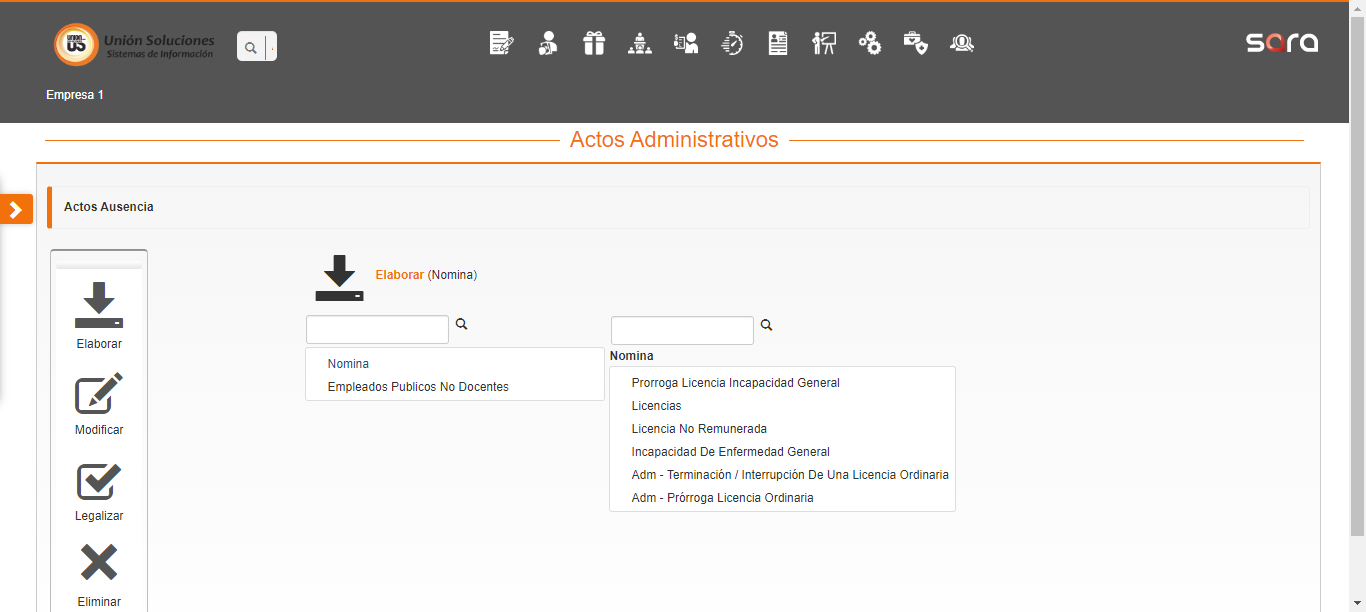 UNION
US
Unión Soluciones
Sistemas de Información
sara
Empresa 1
Actos Administrativos
Actos Ausencia
Elaborar
Modificar
Legalizar
Eliminar
Elaborar (Nomina)
Nomina
Empleados Publicos No Docentes
Nomina
Prorroga Licencia Incapacidad General
Licencias
Licencia No Remunerada
Incapacidad De Enfermedad General
Adm - Terminación / Interrupción De Una Licencia Ordinaria
Adm - Prórroga Licencia Ordinaria